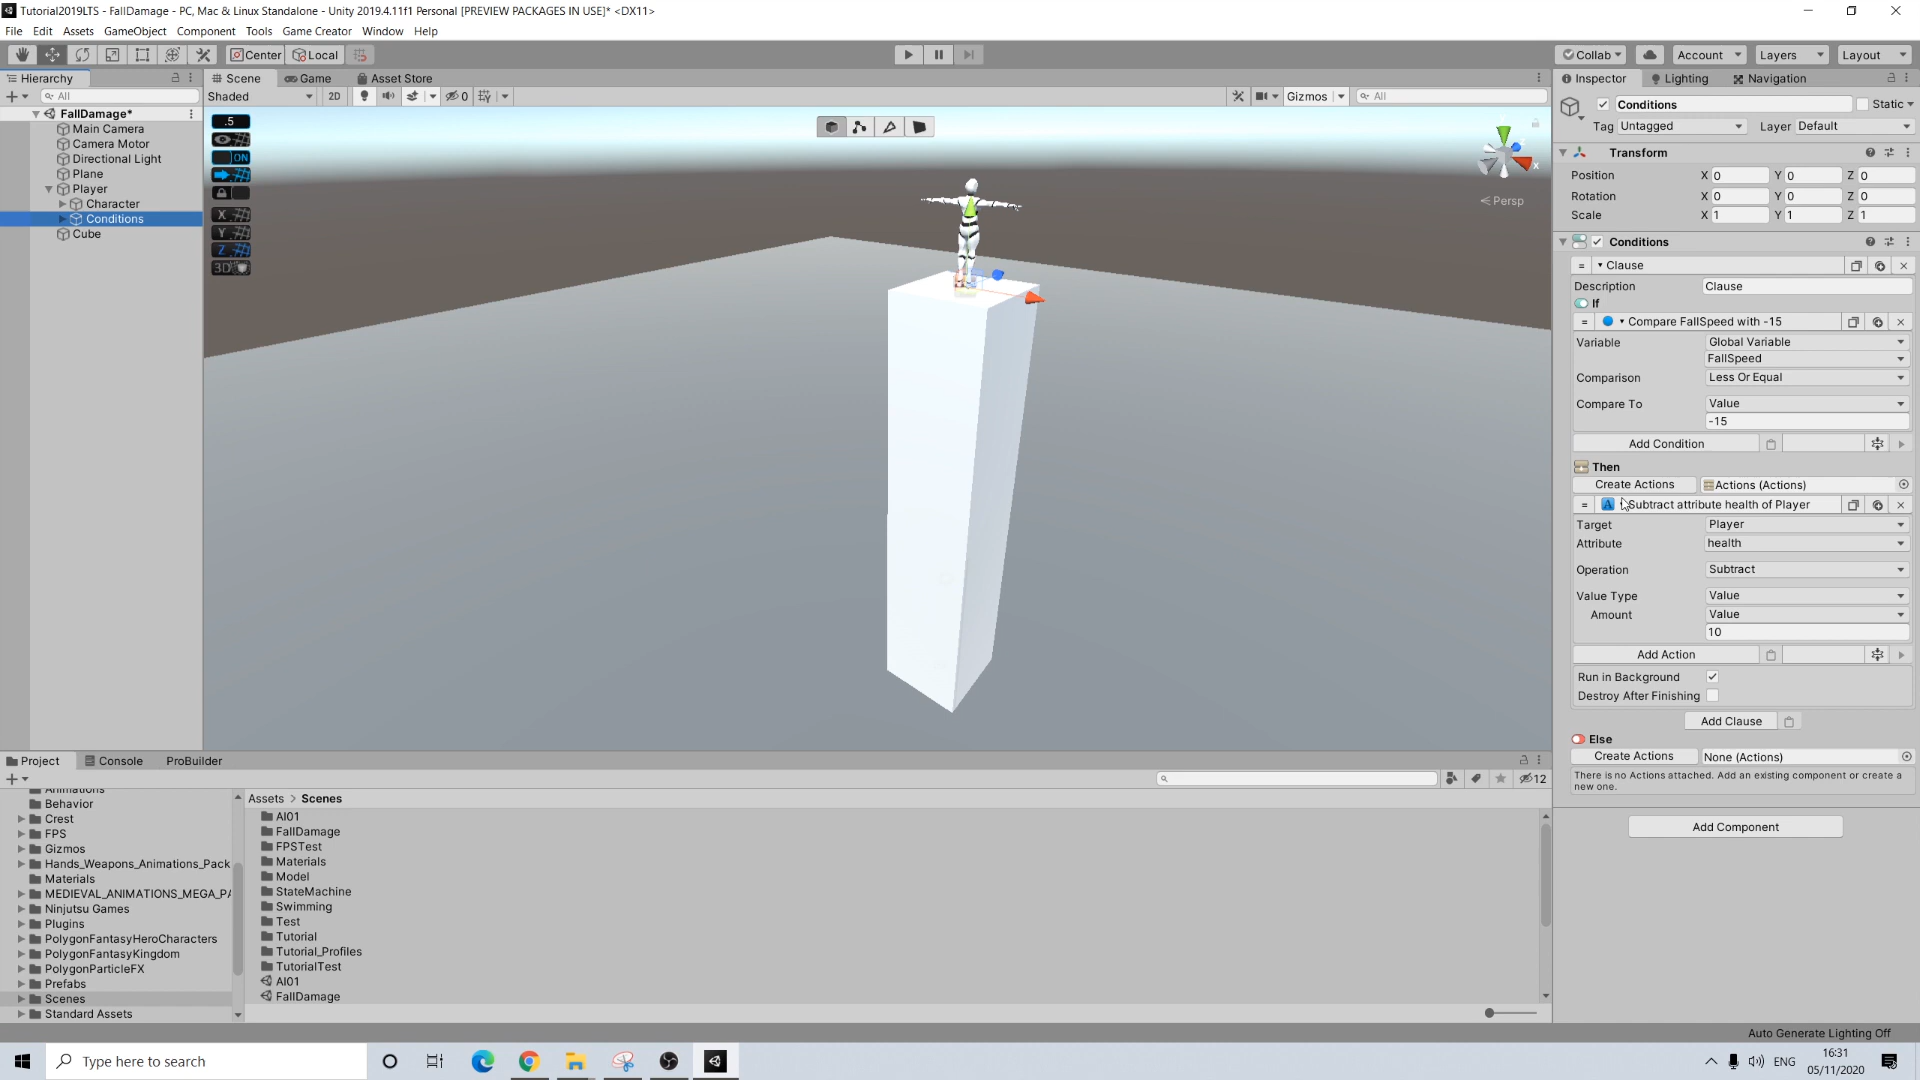 Tutorial2019LTS - FallDamage - PC, Mac & Linux Standalone - Unity 2019.4.11f1 Personal [PREVIEW PACKAGES IN USE]* <DX11>
File Edit Assets GameObject Component Tools Game Creator Window Help
Center Local Collab Account Layers Layout
Hierarchy Scene Game Asset Store Inspector Lighting Navigation
All Shaded 2D 0 Gizmos All
FallDamage*
Main Camera
Camera Motor
Directional Light
Plane
Player
Character
Conditions
Cube
.5
ON
X
Y
Z
3D
x
Persp
Conditions Static
Tag Untagged Layer Default
Transform
Position X 0 Y 0 Z 0
Rotation X 0 Y 0 Z 0
Scale X 1 Y 1 Z 1
Conditions
Clause
Description Clause
If
Compare FallSpeed with -15
Variable Global Variable
FallSpeed
Comparison Less Or Equal
Compare To Value
-15
Add Condition
Then
Create Actions Actions (Actions)
Subtract attribute health of Player
Target Player
Attribute health
Operation Subtract
Value Type Value
Amount Value
10
Add Action
Run in Background
Destroy After Finishing
Add Clause
Else
Create Actions None (Actions)
There is no Actions attached. Add an existing component or create a
new one.
Add Component
Project Console ProBuilder
12
Animations
Behavior
Crest
FPS
Gizmos
Hands_Weapons_Animations_Pack
Materials
MEDIEVAL_ANIMATIONS_MEGA_PA
Ninjutsu Games
Plugins
PolygonFantasyHeroCharacters
PolygonFantasyKingdom
PolygonParticleFX
Prefabs
Scenes
Standard Assets
Assets > Scenes
AI01
FallDamage
FPSTest
Materials
Model
StateMachine
Swimming
Test
Tutorial
Tutorial_Profiles
TutorialTest
AI01
FallDamage
Auto Generate Lighting Off
Type here to search
ENG
16:31
05/11/2020